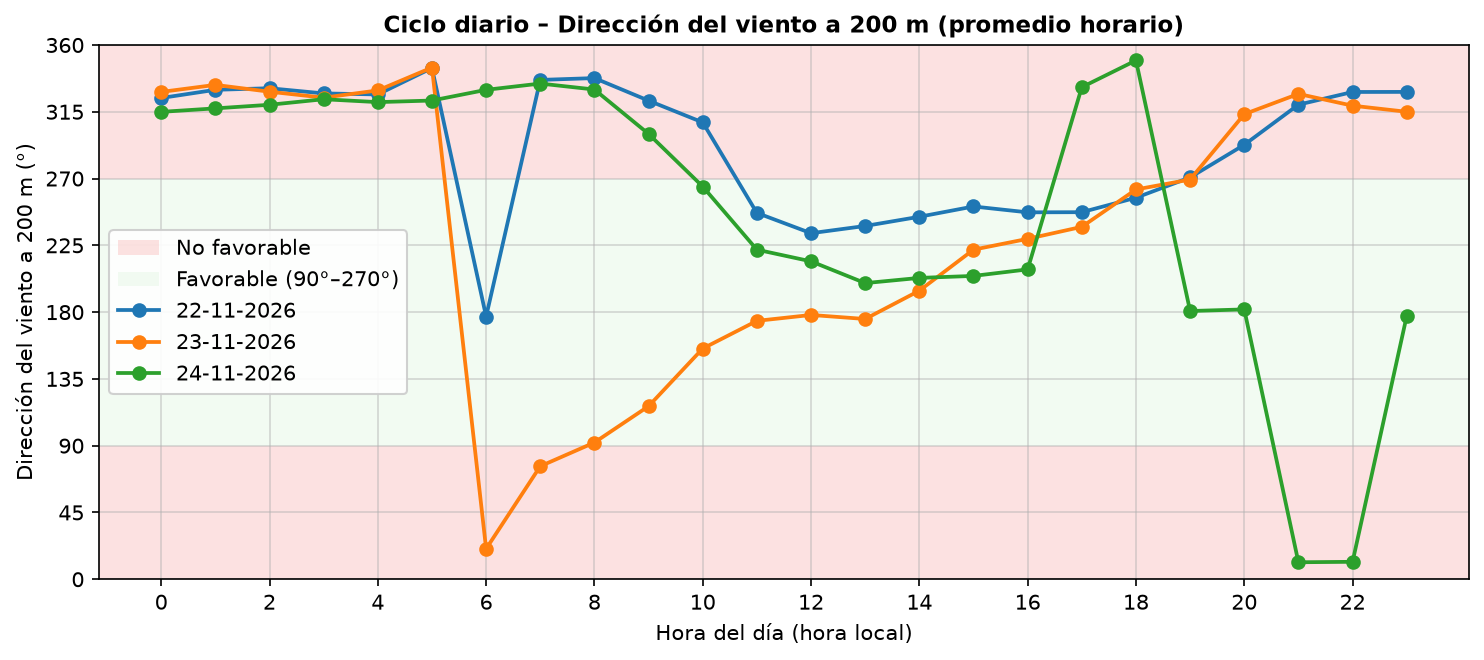 Ciclo diario – Dirección del viento a 200 m (promedio horario)
Dirección del viento a 200 m (°)
360
315
270
225
180
135
90
45
0
No favorable
Favorable (90°–270°)
22-11-2026
23-11-2026
24-11-2026
0 2 4 6 8 10 12 14 16 18 20 22
Hora del día (hora local)